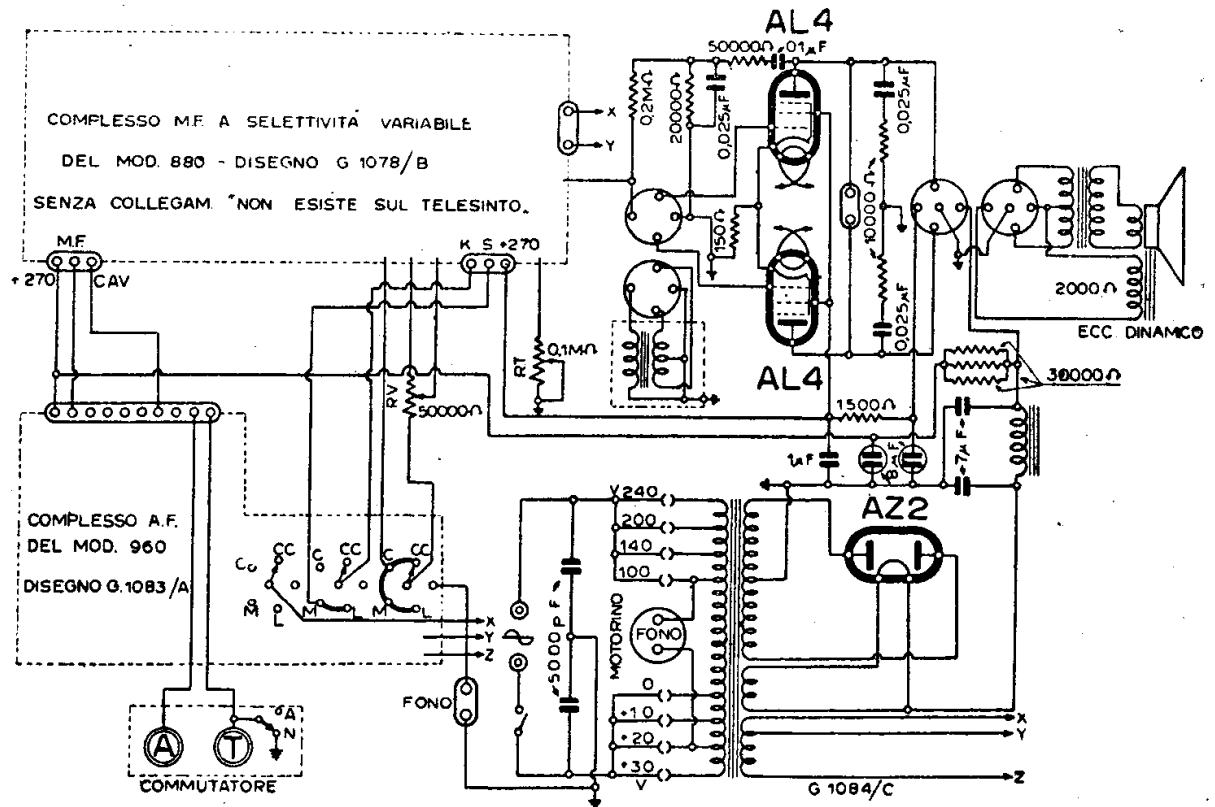 AL4
50000Ω
,01µF
0,2MΩ
20000Ω
0,025µF
0,025µF
COMPLESSO M.F. A SELETTIVITÀ VARIABILE
DEL MOD. 880 - DISEGNO G 1078/B
SENZA COLLEGAM. "NON ESISTE SUL TELESINTO.
X
Y
150Ω
10000Ω
M.F.
K S +270
+270
CAV
0,025µF
2000Ω
ECC. DINAMCO
0,1MΩ
RT
RV
50000Ω
AL4
30000Ω
1500Ω
1µF
8µF
7µF
COMPLESSO A.F.
DEL MOD. 960
DISEGNO G.1083/A
CC
C
M
L
C
CC
M
L
C
CC
M
L
X
Y
Z
FONO
5000pF
V 240
200
140
100
MOTORINO
FONO
0
+10
+20
+30
V
AZ2
X
Y
Z
G 1084/C
A
T
A
N
COMMUTATORE